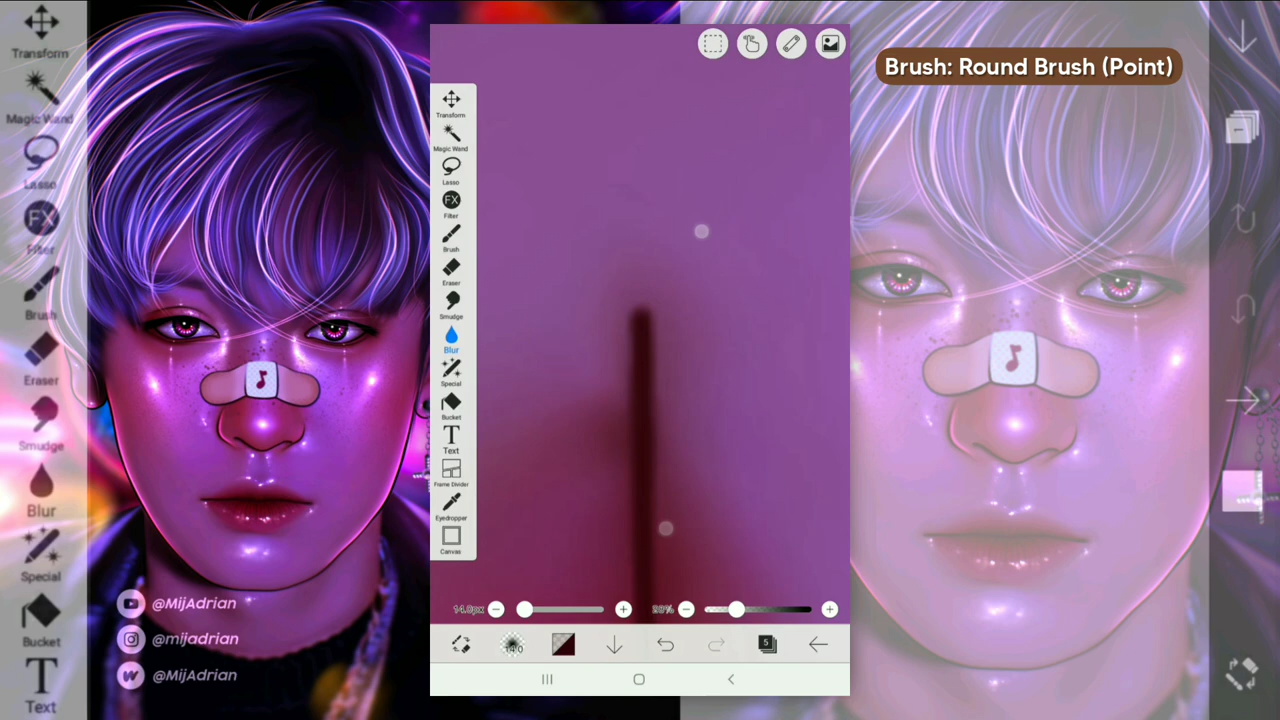 Transform
Magic Wand
Lasso
FX
Filter
Brush
Eraser
Smudge
Blur
Special
Bucket
T
Text
@MijAdrian
@mijadrian
@MijAdrian
Transform
Magic Wand
Lasso
FX
Filter
Brush
Eraser
Smudge
Blur
Special
Bucket
T
Text
Frame Divider
Eyedropper
Canvas
14.0px
14.0
5
Brush: Round Brush (Point)